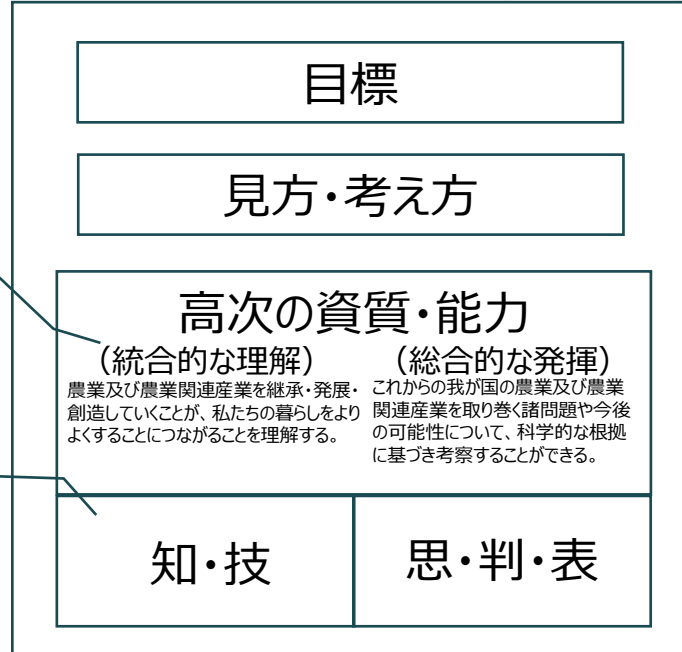 目標
見方・考え方
高次の資質・能力
（統合的な理解）
農業及び農業関連産業を継承・発展・
創造していくことが、私たちの暮らしをより
よくすることにつながることを理解する。
（総合的な発揮）
これからの我が国の農業及び農業
関連産業を取り巻く諸問題や今後
の可能性について、科学的な根拠
に基づき考察することができる。
知・技
思・判・表